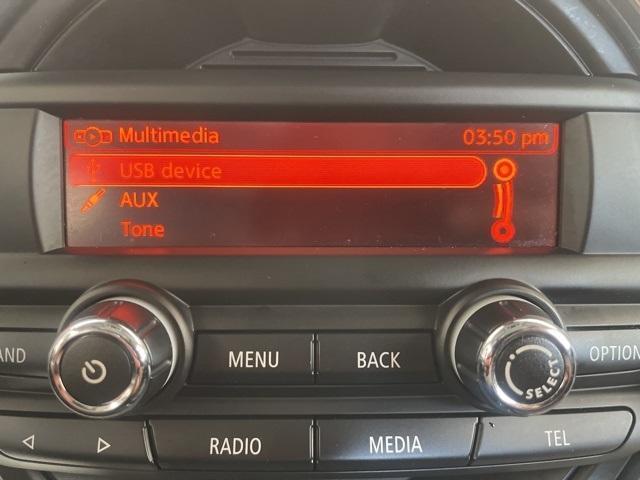 Multimedia 03:50 pm
USB device
AUX
Tone
AND MENU BACK OPTION
SELECT
RADIO MEDIA TEL